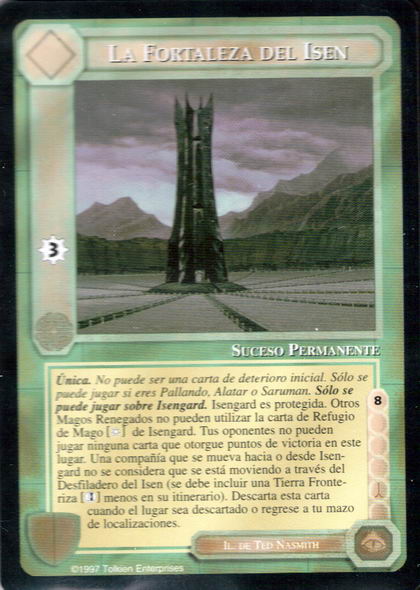 LA FORTALEZA DEL ISEN
3
SUCESO PERMANENTE
Única. No puede ser una carta de deterioro inicial. Sólo se
puede jugar si eres Pallando, Alatar o Saruman. Sólo se
puede jugar sobre Isengard. Isengard es protegida. Otros
Magos Renegados no pueden utilizar la carta de Refugio
de Mago [ ] de Isengard. Tus oponentes no pueden
jugar ninguna carta que otorgue puntos de victoria en este
lugar. Una compañía que se mueva hacia o desde Isen-
gard no se considera que se está moviendo a través del
Desfiladero del Isen (se debe incluir una Tierra Fronte-
riza [ ] menos en su itinerario). Descarta esta carta
cuando el lugar sea descartado o regrese a tu mazo
de localizaciones.
8
IL. DE TED NASMITH
©1997 Tolkien Enterprises